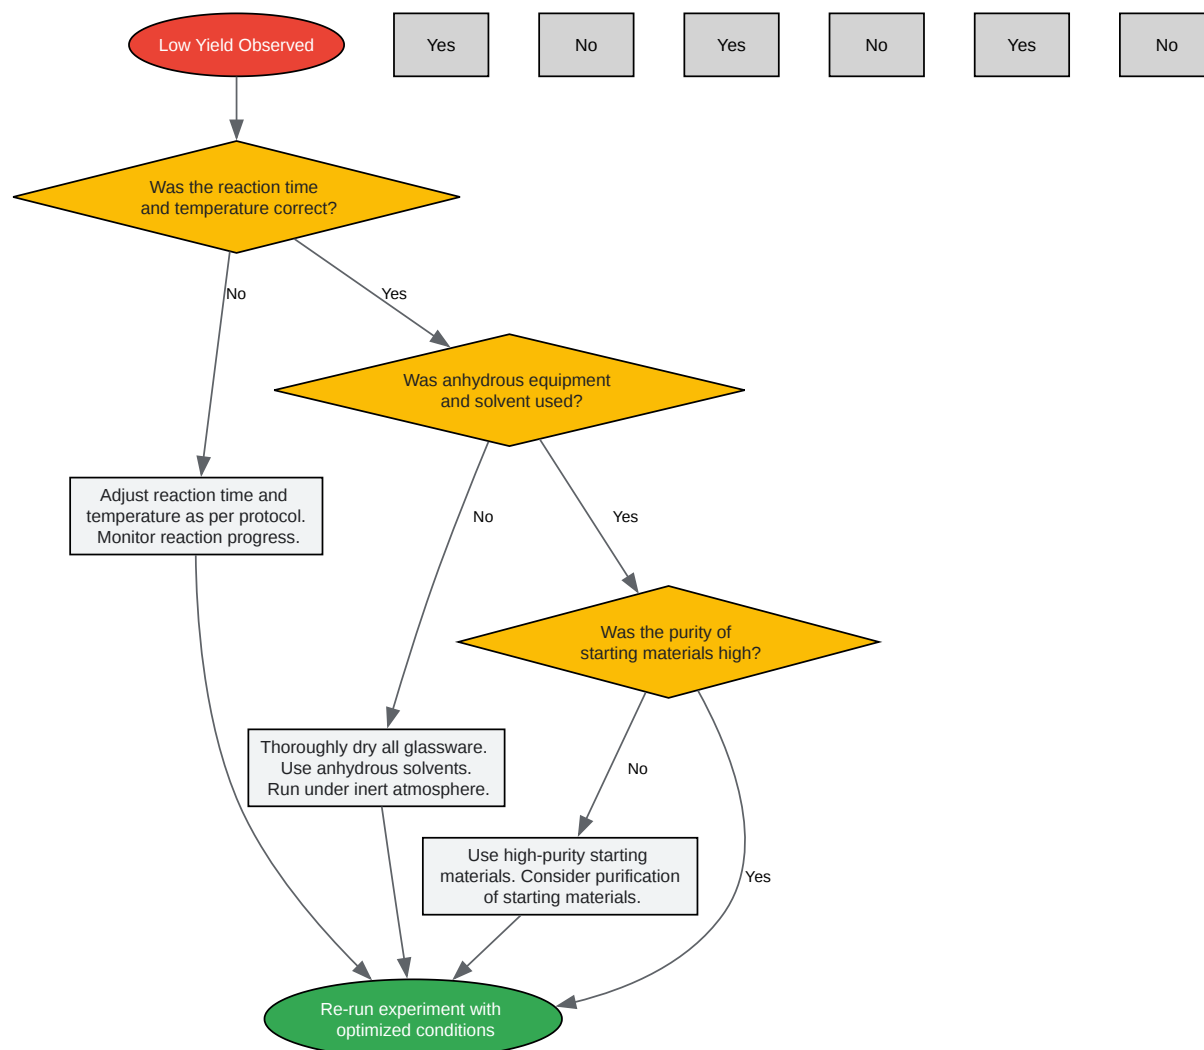 Low Yield Observed
Yes
No
Yes
No
Yes
No
Was the reaction time
and temperature correct?
No
Yes
Was anhydrous equipment
and solvent used?
Adjust reaction time and
temperature as per protocol.
Monitor reaction progress.
No
Yes
Was the purity of
starting materials high?
Thoroughly dry all glassware.
Use anhydrous solvents.
Run under inert atmosphere.
No
Use high-purity starting
materials. Consider purification
of starting materials.
Yes
Re-run experiment with
optimized conditions